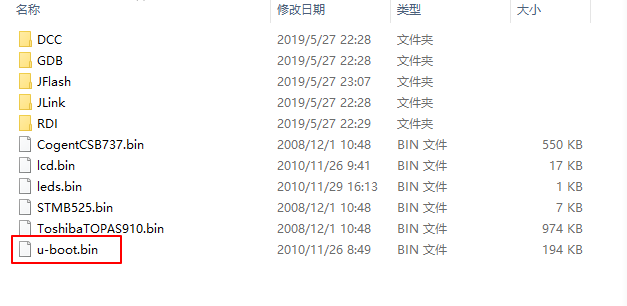 名称 修改日期 类型 大小
DCC 2019/5/27 22:28 文件夹
GDB 2019/5/27 22:28 文件夹
JFlash 2019/5/27 23:07 文件夹
JLink 2019/5/27 22:28 文件夹
RDI 2019/5/27 22:29 文件夹
CogentCSB737.bin 2008/12/1 10:48 BIN 文件 550 KB
lcd.bin 2010/11/26 9:41 BIN 文件 17 KB
leds.bin 2010/11/29 16:13 BIN 文件 1 KB
STMB525.bin 2008/12/1 10:48 BIN 文件 7 KB
ToshibaTOPAS910.bin 2008/12/1 10:48 BIN 文件 974 KB
u-boot.bin 2010/11/26 8:49 BIN 文件 194 KB